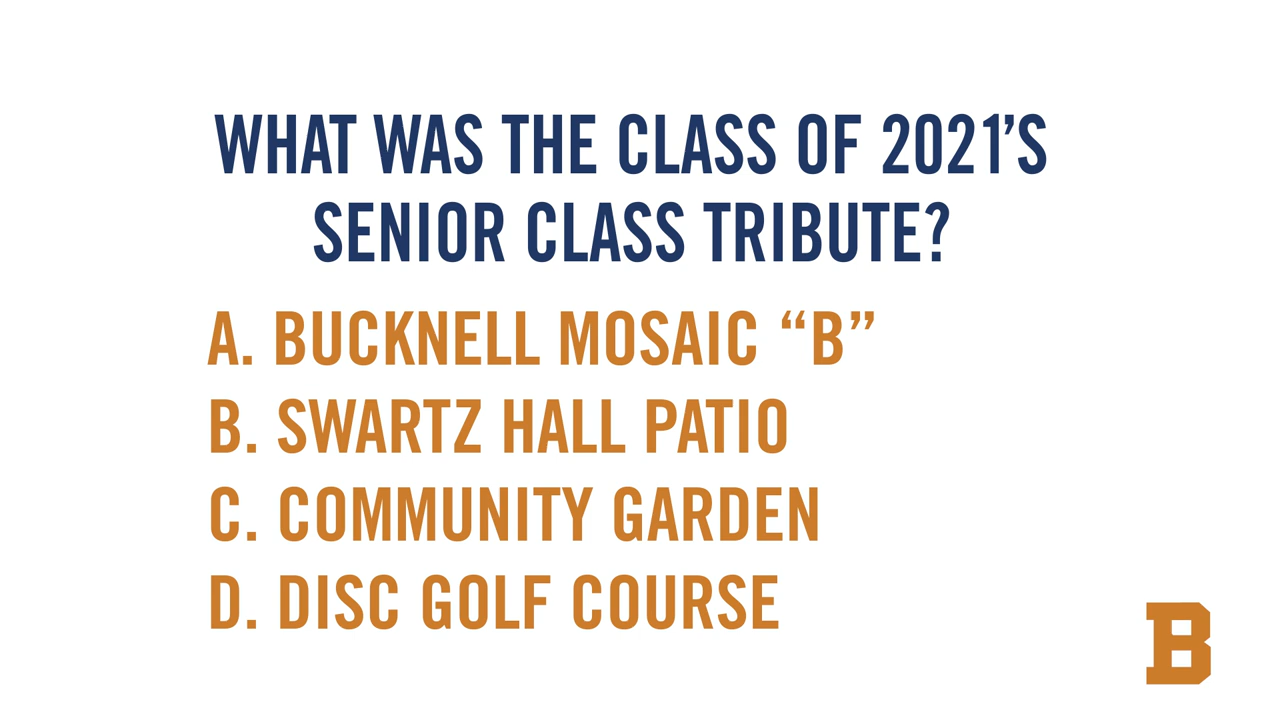 WHAT WAS THE CLASS OF 2021’S
SENIOR CLASS TRIBUTE?
A. BUCKNELL MOSAIC “B”
B. SWARTZ HALL PATIO
C. COMMUNITY GARDEN
D. DISC GOLF COURSE
B